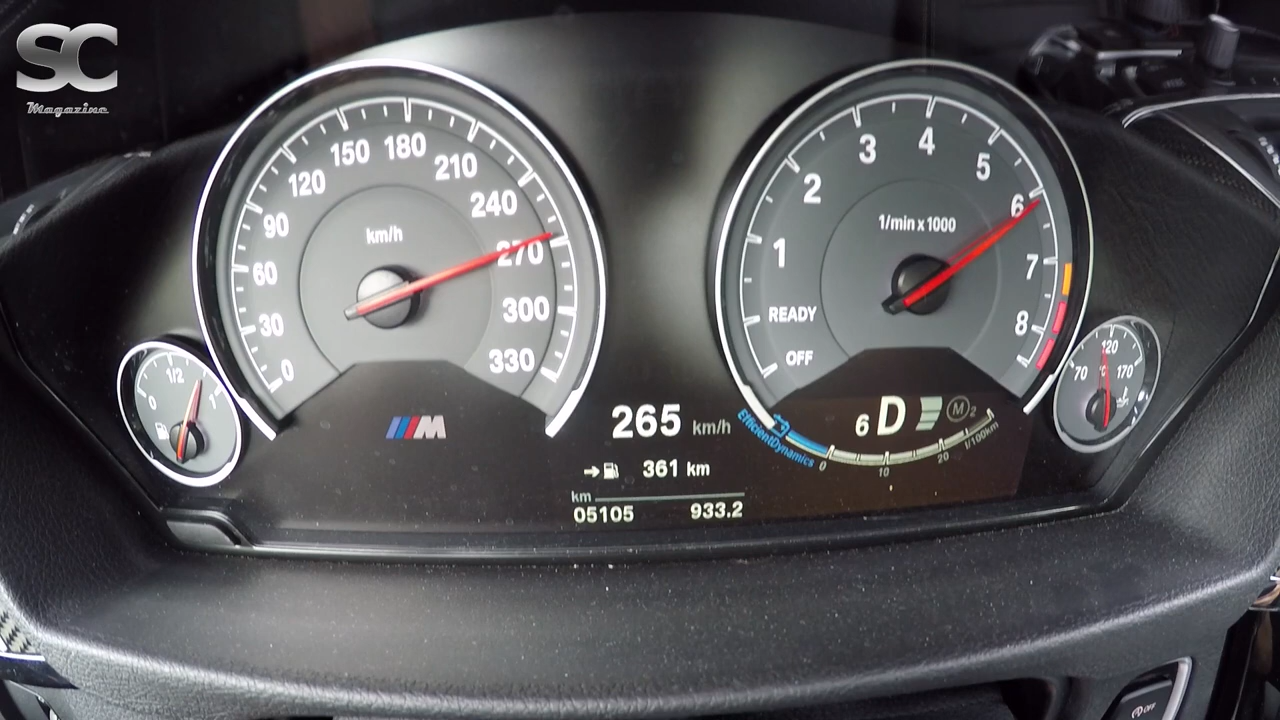 SC
Magazine
0
30
60
90
120
150
180
210
240
270
300
330
km/h
OFF
READY
1
2
3
4
5
6
7
8
1/min x 1000
0
1/2
1
70
120
170
°C
M
265 km/h
361 km
km
05105 933.2
6 D M 2
EfficientDynamics
0
10
20
l/100km
OFF